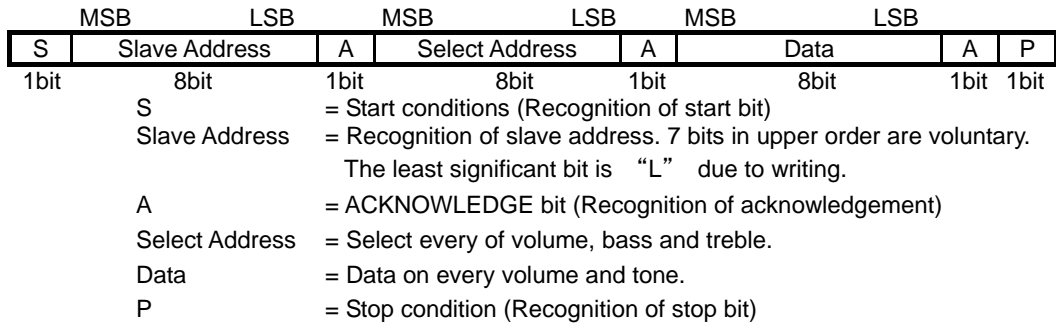 MSB LSB MSB LSB MSB LSB
S Slave Address A Select Address A Data A P
1bit 8bit 1bit 8bit 1bit 8bit 1bit 1bit
S = Start conditions (Recognition of start bit)
Slave Address = Recognition of slave address. 7 bits in upper order are voluntary.
The least significant bit is “L” due to writing.
A = ACKNOWLEDGE bit (Recognition of acknowledgement)
Select Address = Select every of volume, bass and treble.
Data = Data on every volume and tone.
P = Stop condition (Recognition of stop bit)